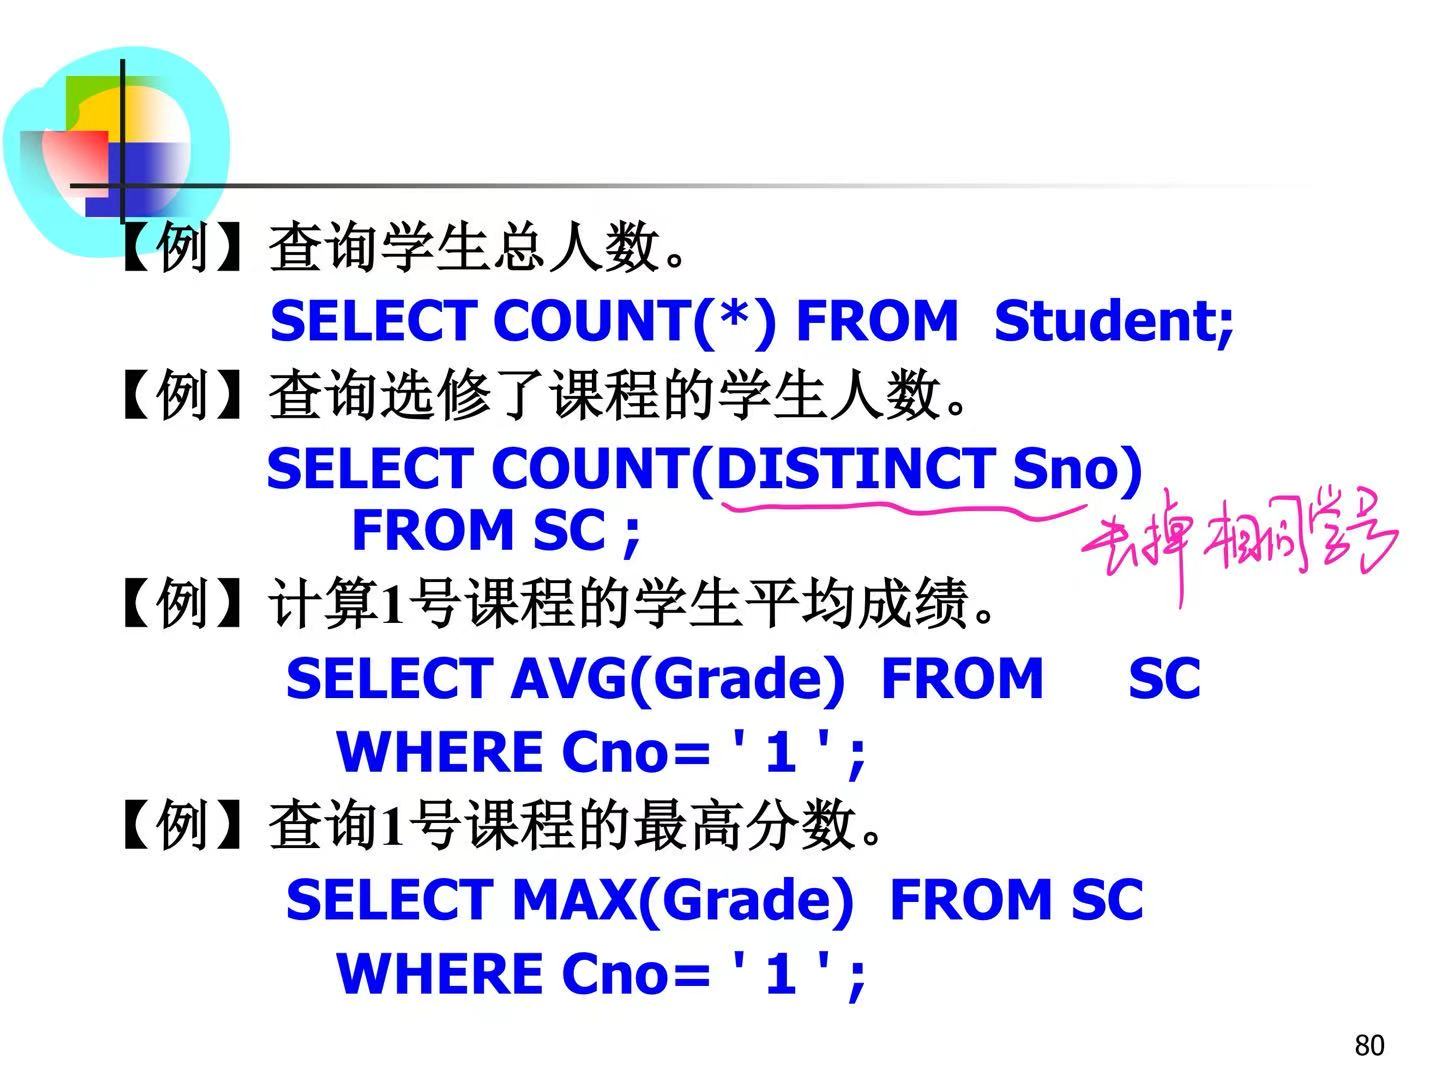 【例】查询学生总人数。
SELECT COUNT(*) FROM Student;
【例】查询选修了课程的学生人数。
SELECT COUNT(DISTINCT Sno)
FROM SC ;
去掉相同学号
【例】计算1号课程的学生平均成绩。
SELECT AVG(Grade) FROM SC
WHERE Cno= ' 1 ' ;
【例】查询1号课程的最高分数。
SELECT MAX(Grade) FROM SC
WHERE Cno= ' 1 ' ;
80